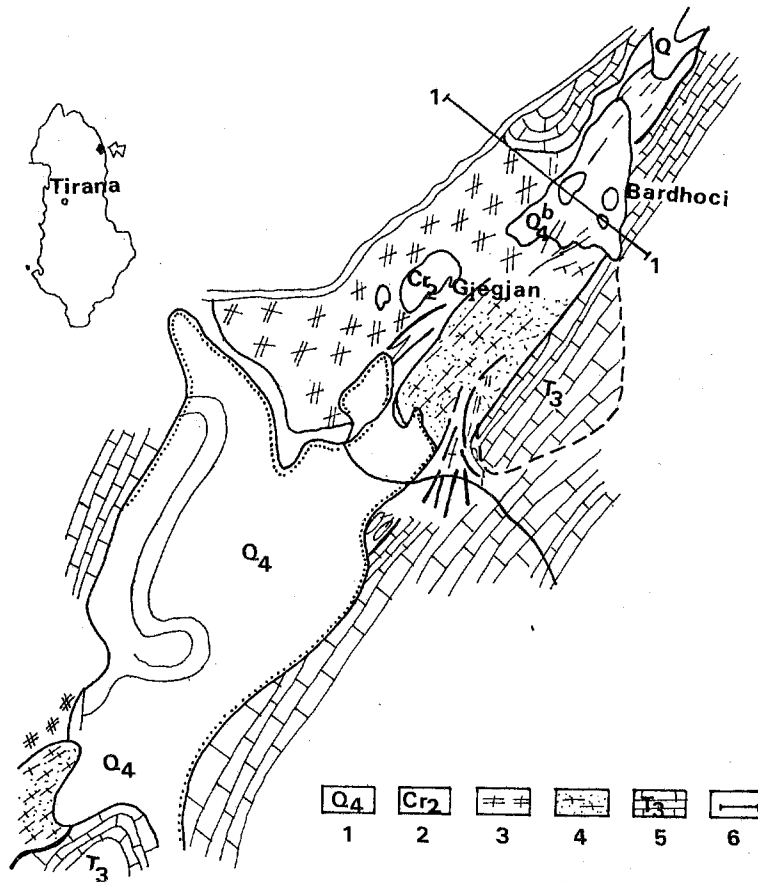 Q
1
Tirana
Bardhoci
Q4b
1
Cr2
Gjegjan
T3
Q4
Q4
T3
Q4 Cr2 T3
1 2 3 4 5 6